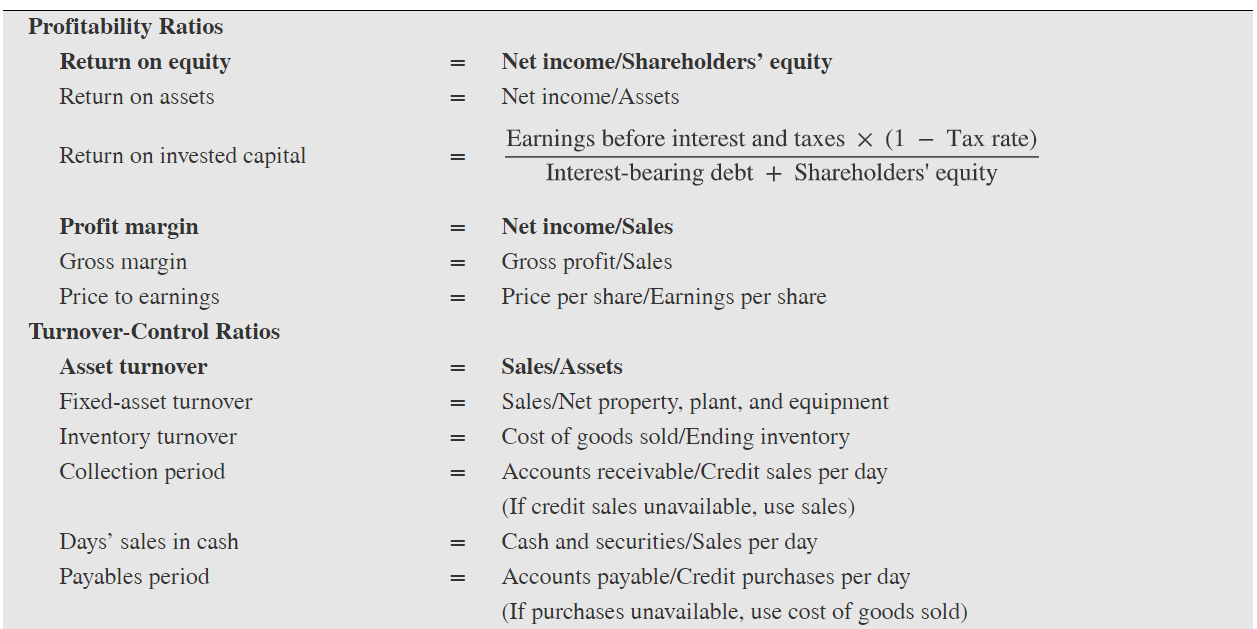 Profitability Ratios
Return on equity = Net income/Shareholders’ equity
Return on assets = Net income/Assets
Return on invested capital = Earnings before interest and taxes × (1 − Tax rate)
Interest-bearing debt + Shareholders' equity
Profit margin = Net income/Sales
Gross margin = Gross profit/Sales
Price to earnings = Price per share/Earnings per share
Turnover-Control Ratios
Asset turnover = Sales/Assets
Fixed-asset turnover = Sales/Net property, plant, and equipment
Inventory turnover = Cost of goods sold/Ending inventory
Collection period = Accounts receivable/Credit sales per day
(If credit sales unavailable, use sales)
Days’ sales in cash = Cash and securities/Sales per day
Payables period = Accounts payable/Credit purchases per day
(If purchases unavailable, use cost of goods sold)